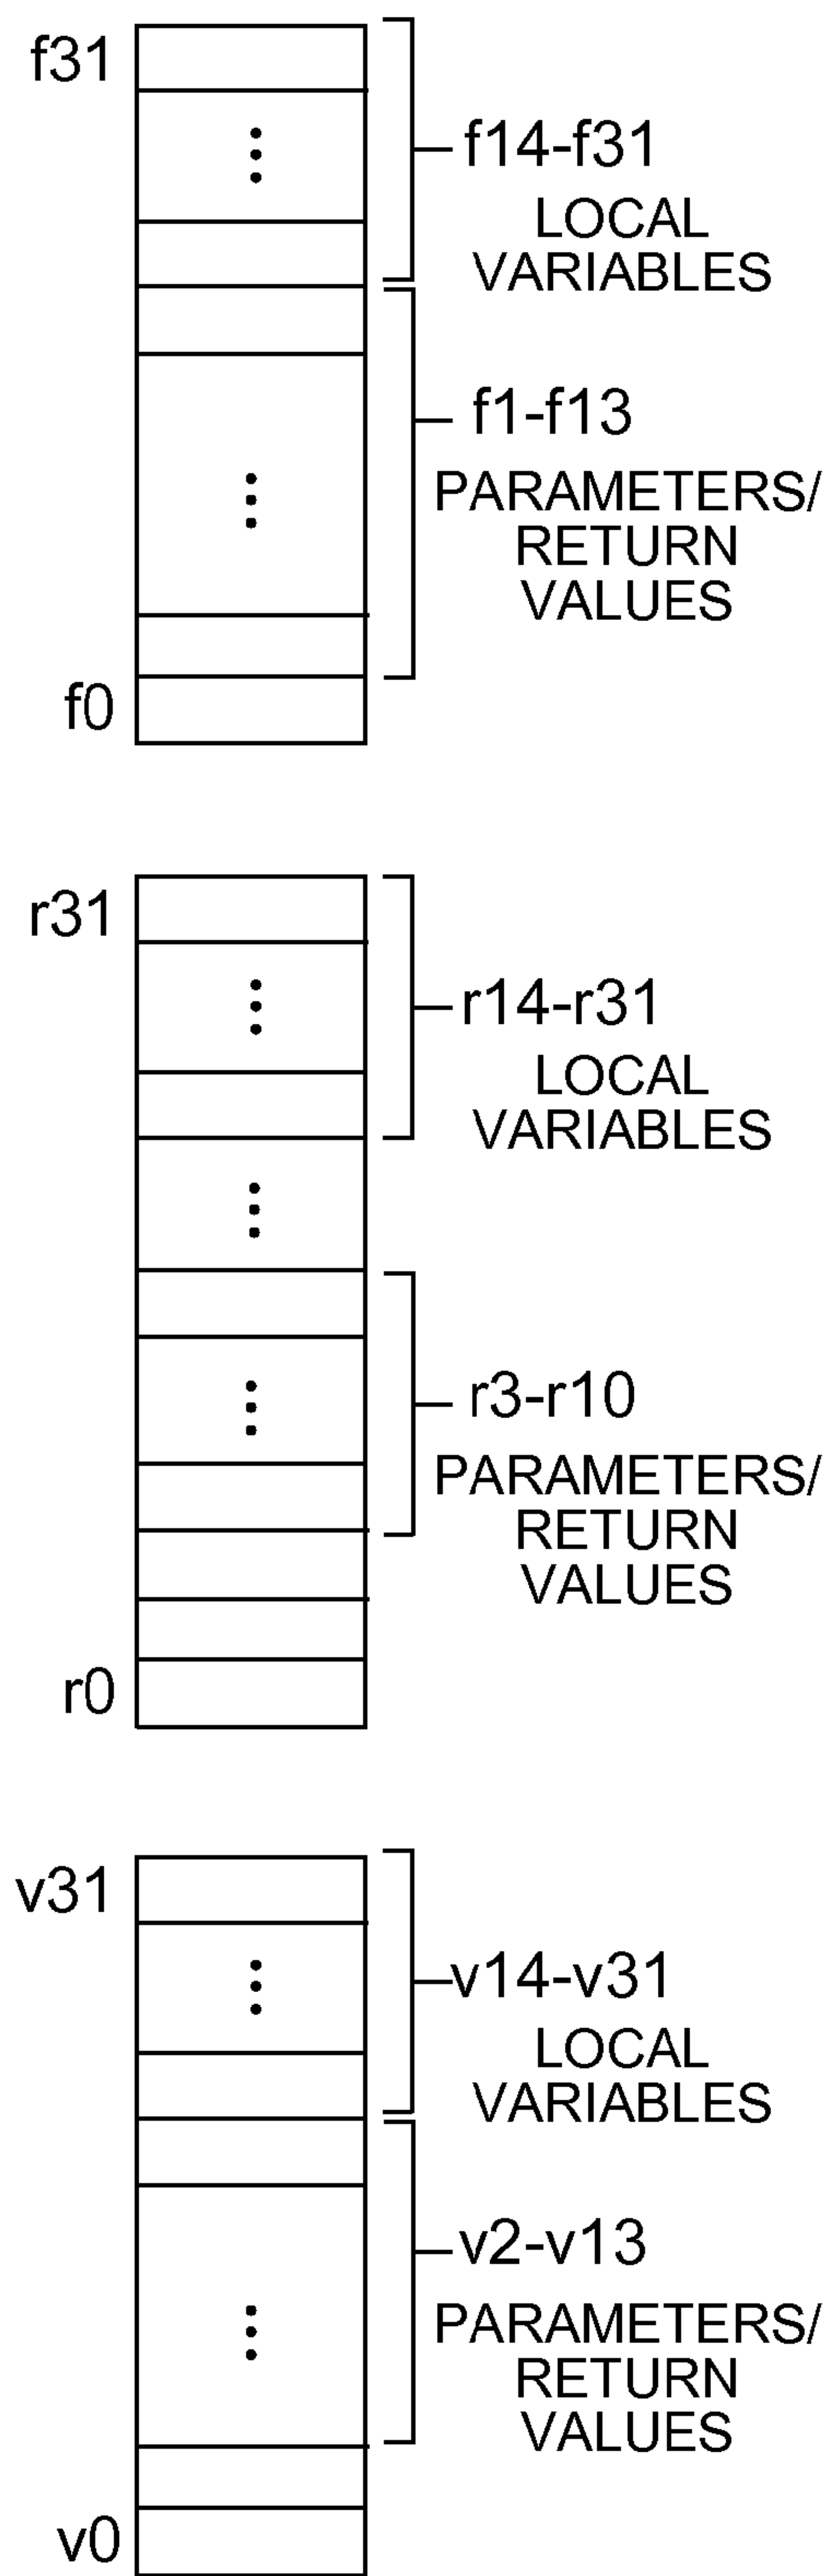 f31
f14-f31
LOCAL
VARIABLES
f1-f13
PARAMETERS/
RETURN
VALUES
f0
r31
r14-r31
LOCAL
VARIABLES
r3-r10
PARAMETERS/
RETURN
VALUES
r0
v31
v14-v31
LOCAL
VARIABLES
v2-v13
PARAMETERS/
RETURN
VALUES
v0